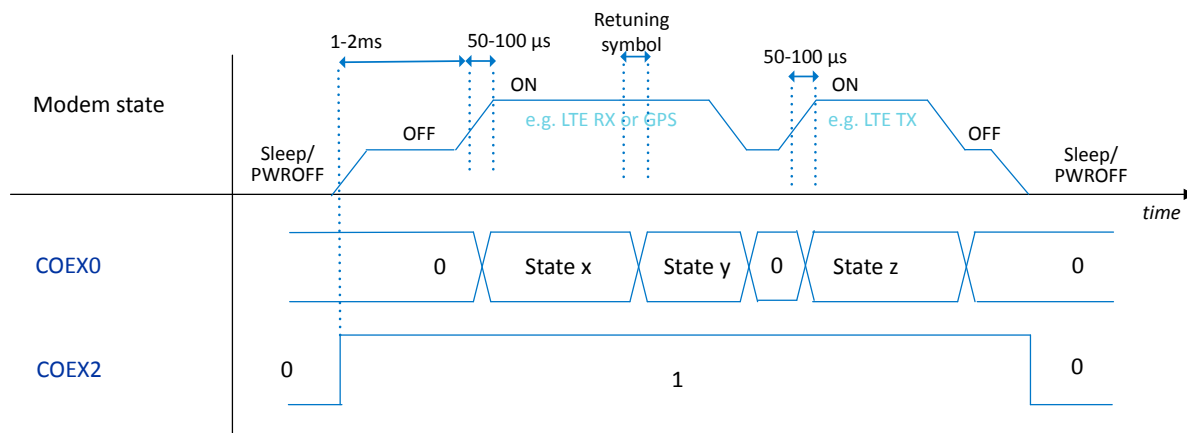 Retuning
symbol
1-2ms
50-100 µs
50-100 µs
Modem state
ON
ON
e.g. LTE RX or GPS
e.g. LTE TX
OFF
OFF
Sleep/
PWROFF
Sleep/
PWROFF
time
COEX0
0
State x
State y
0
State z
0
COEX2
0
1
0